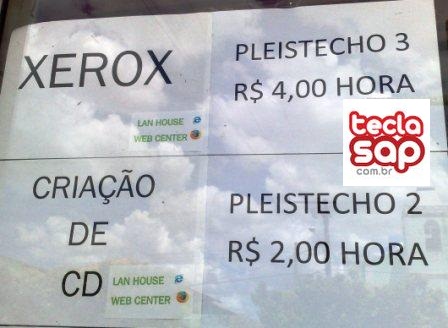 XEROX
LAN HOUSE
WEB CENTER
PLEISTECHO 3
R$ 4,00 HORA
tecla
sap
com.br
CRIAÇÃO
DE
CD
LAN HOUSE
WEB CENTER
PLEISTECHO 2
R$ 2,00 HORA